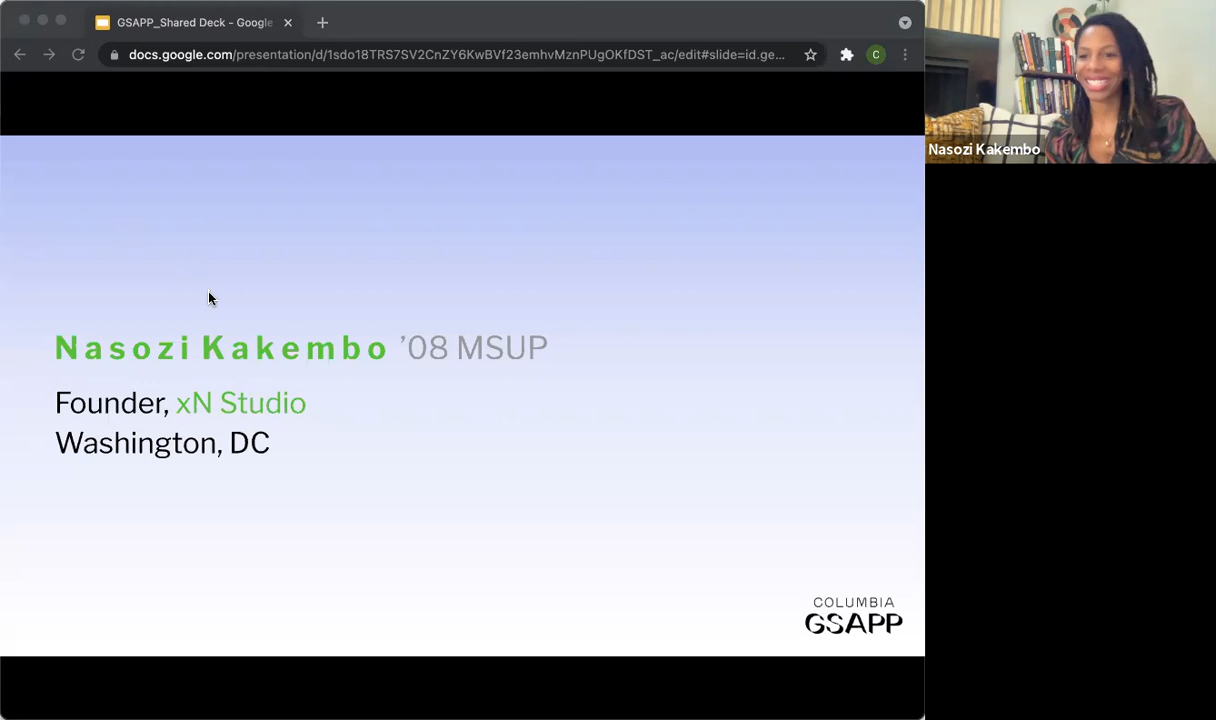 GSAPP_Shared Deck - Google
docs.google.com/presentation/d/1sdo18TRS7SV2CnZY6KwBVf23emhvMznPUgOKfDST_ac/edit#slide=id.ge...
C
Nasozi Kakembo
Nasozi Kakembo ’08 MSUP
Founder, xN Studio
Washington, DC
COLUMBIA
GSAPP